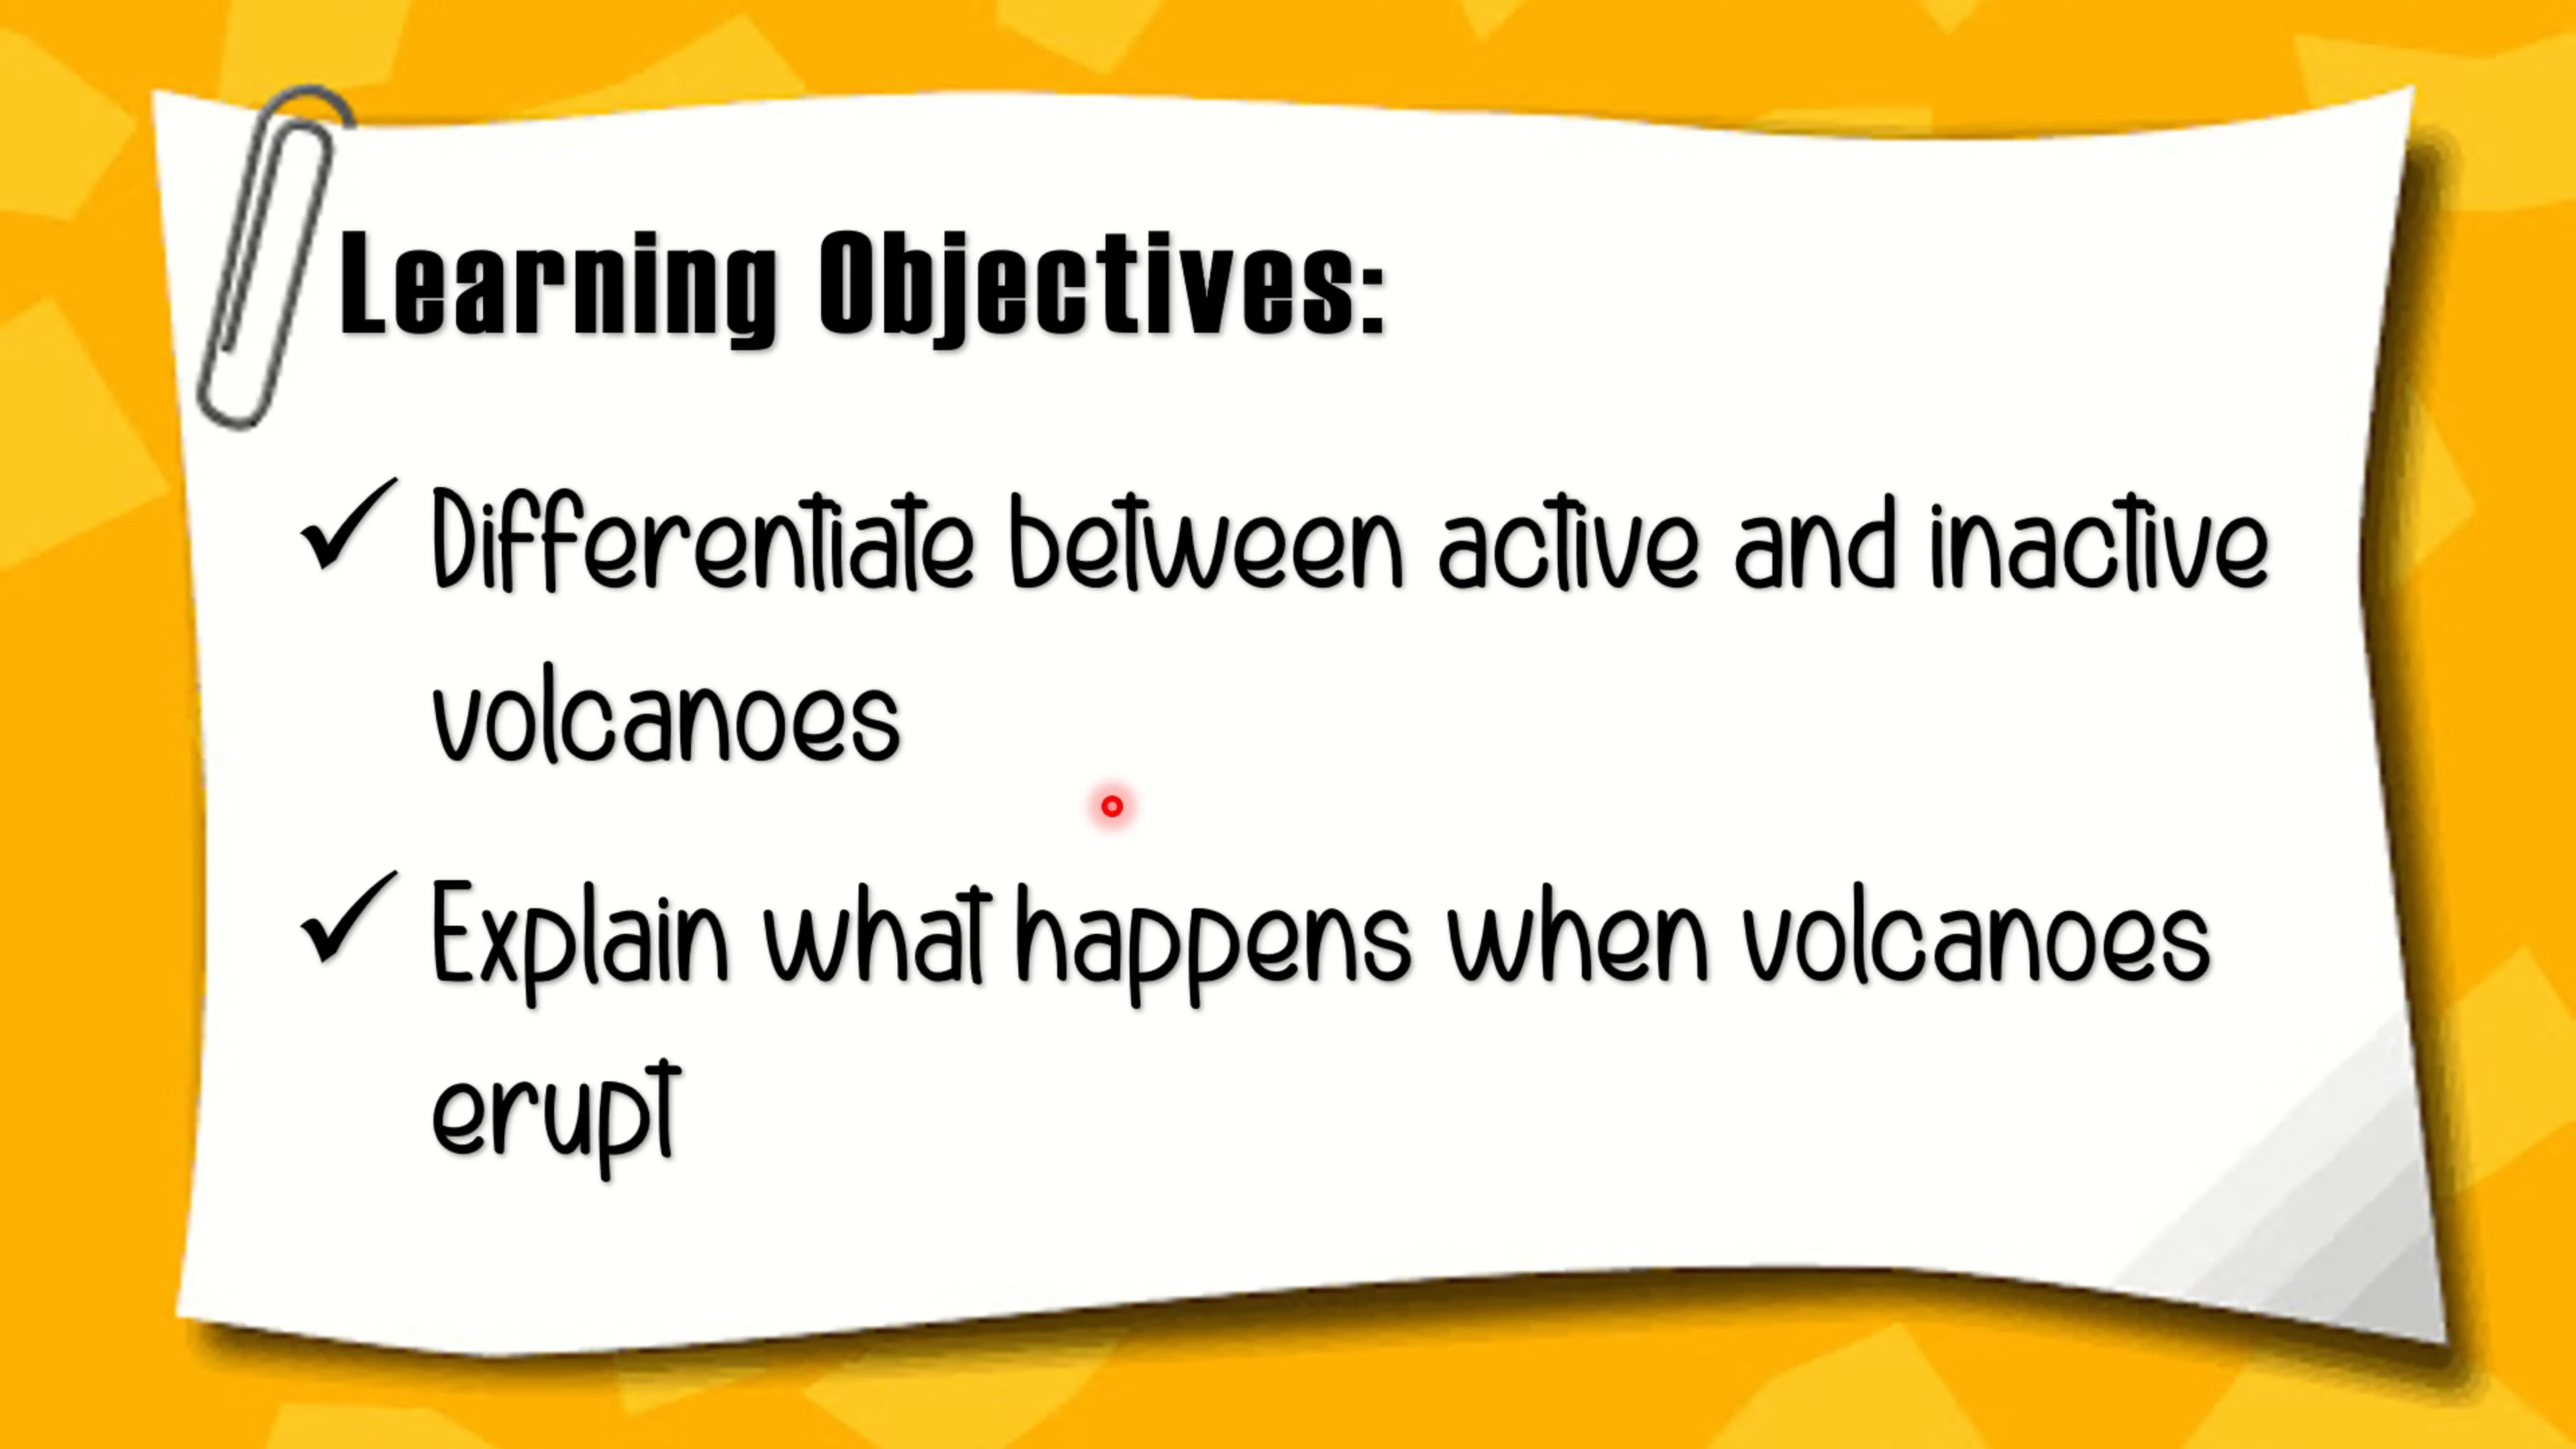 Learning Objectives:
✓ Differentiate between active and inactive
volcanoes
✓ Explain what happens when volcanoes
erupt